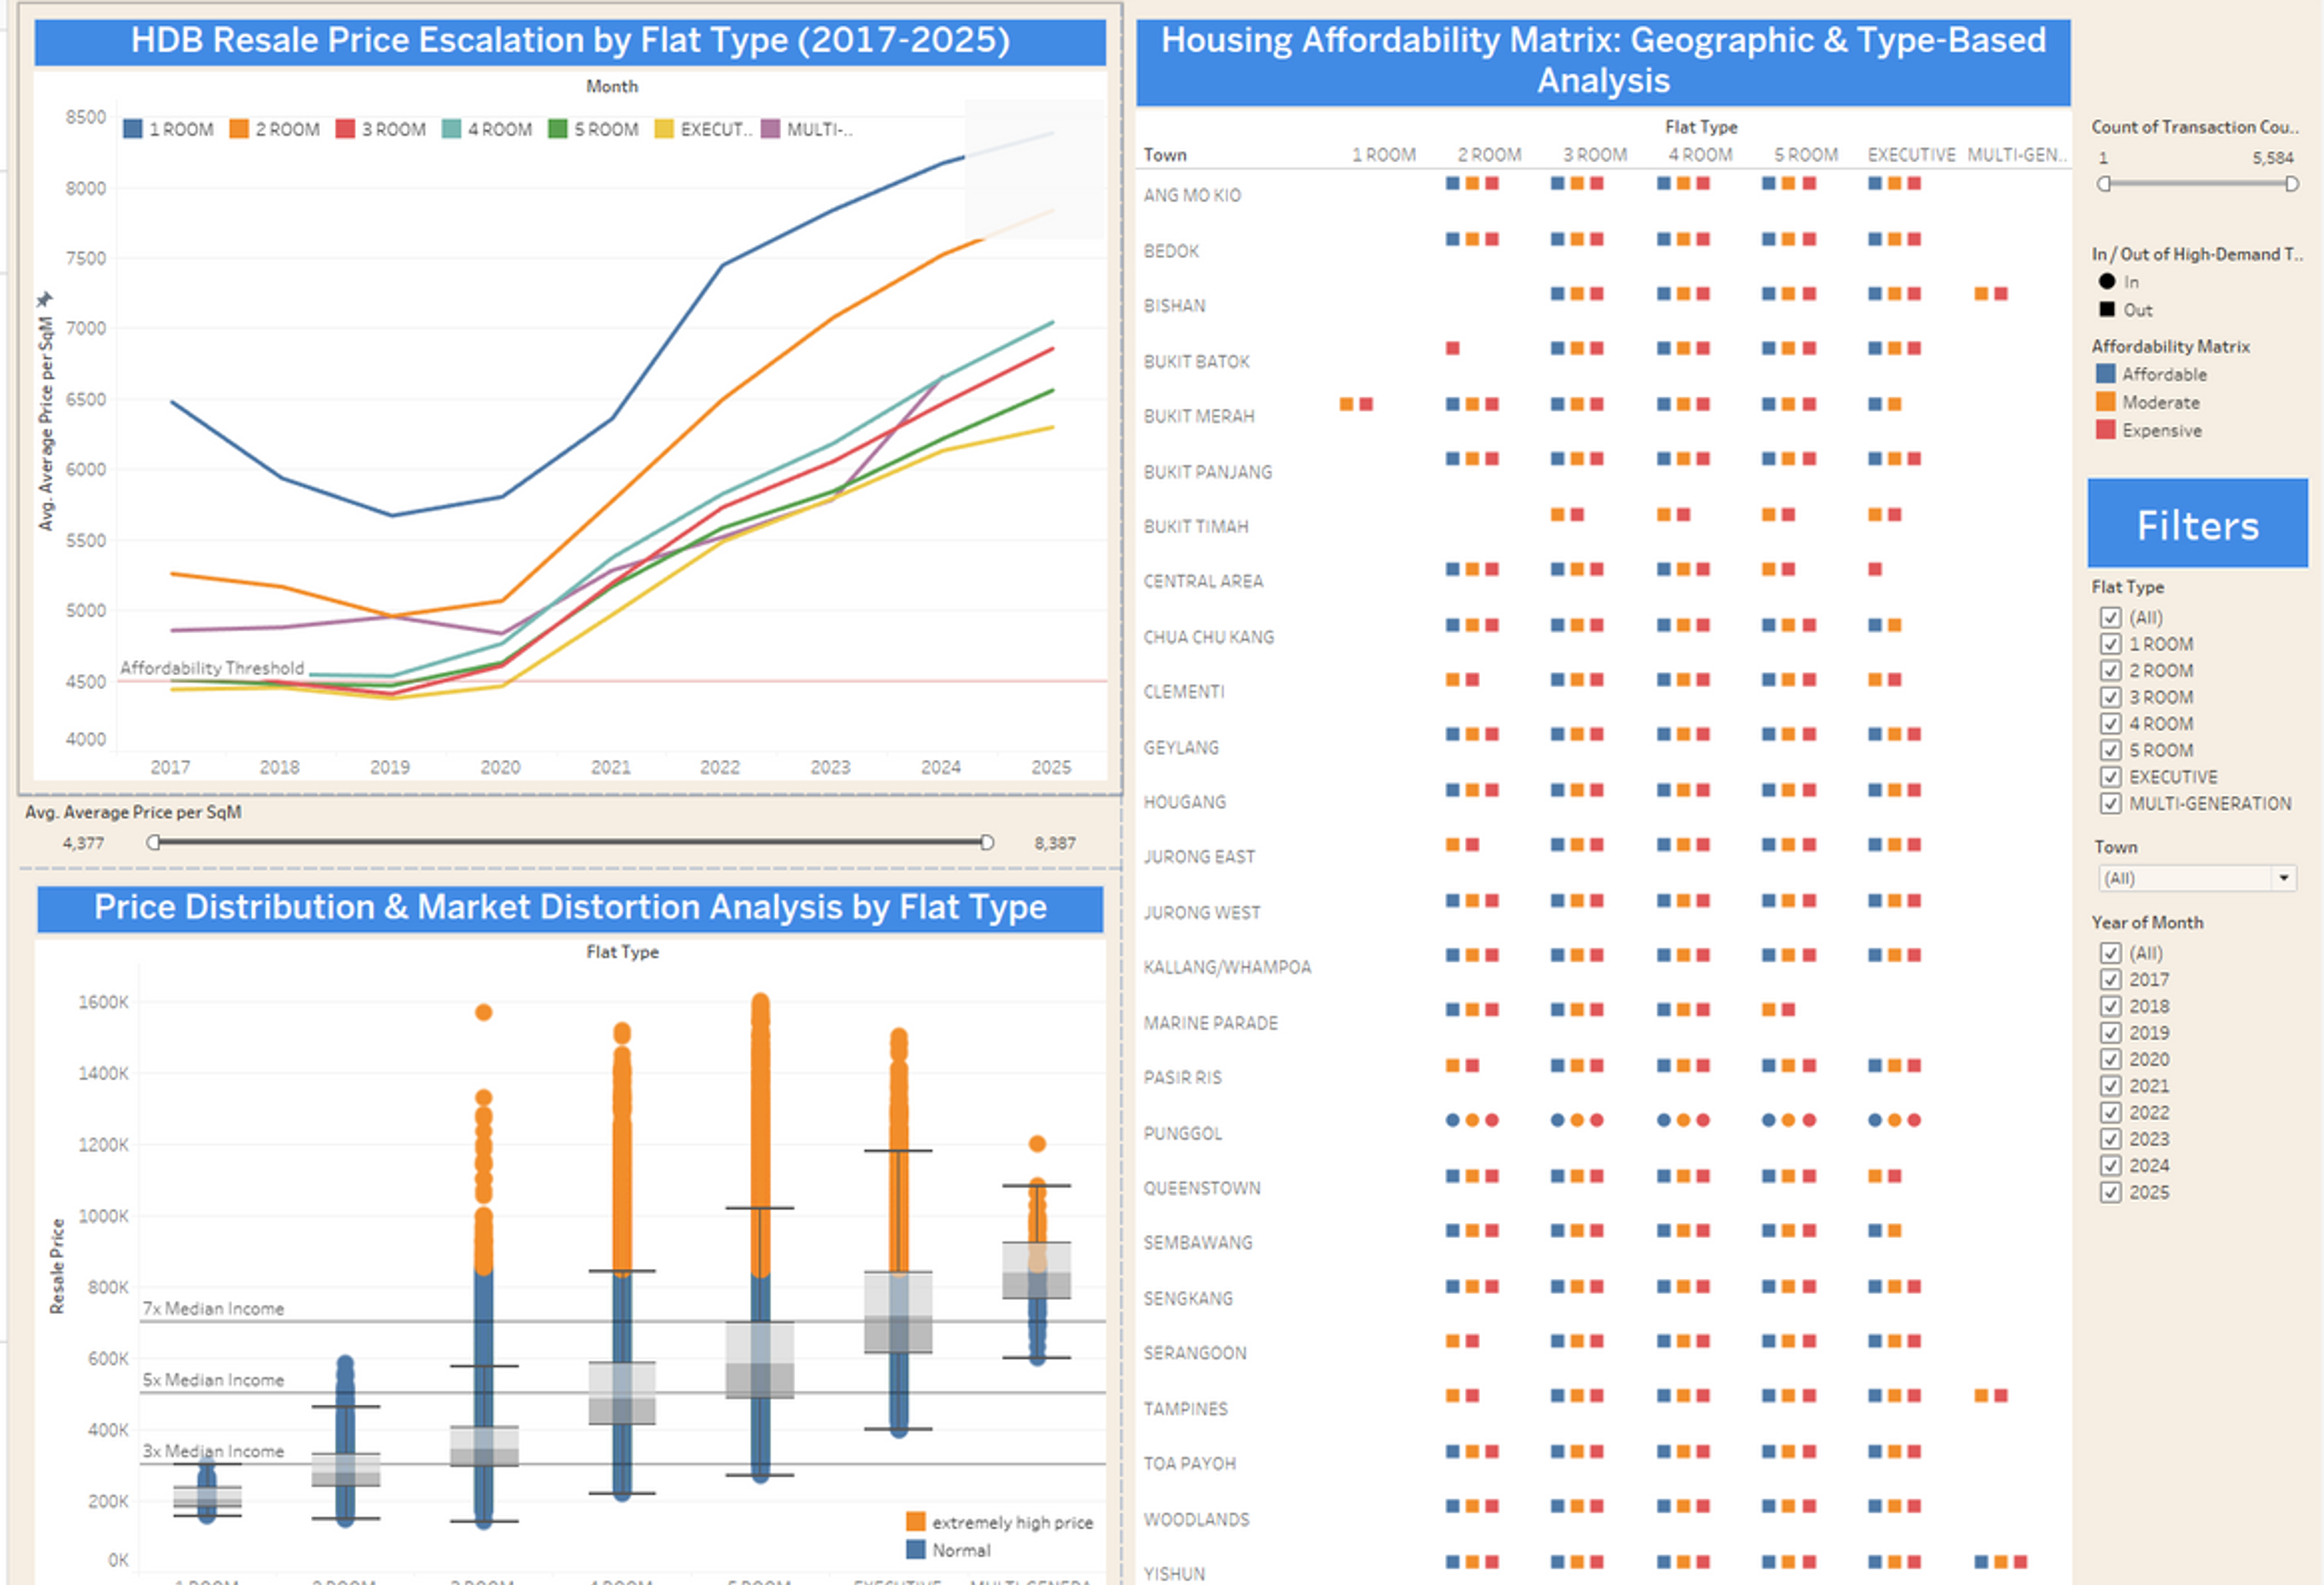 HDB Resale Price Escalation by Flat Type (2017-2025)
Month
8500
1 ROOM
2 ROOM
3 ROOM
4 ROOM
5 ROOM
EXECUT..
MULTI-..
8000
7500
7000
6500
6000
5500
5000
4500
4000
Avg. Average Price per SqM
Affordability Threshold
2017
2018
2019
2020
2021
2022
2023
2024
2025
Avg. Average Price per SqM
4,377
8,387
Price Distribution & Market Distortion Analysis by Flat Type
Flat Type
1600K
1400K
1200K
1000K
800K
600K
400K
200K
0K
Resale Price
7x Median Income
5x Median Income
3x Median Income
extremely high price
Normal
Housing Affordability Matrix: Geographic & Type-Based
Analysis
Flat Type
Town
1 ROOM
2 ROOM
3 ROOM
4 ROOM
5 ROOM
EXECUTIVE
MULTI-GEN..
ANG MO KIO
BEDOK
BISHAN
BUKIT BATOK
BUKIT MERAH
BUKIT PANJANG
BUKIT TIMAH
CENTRAL AREA
CHUA CHU KANG
CLEMENTI
GEYLANG
HOUGANG
JURONG EAST
JURONG WEST
KALLANG/WHAMPOA
MARINE PARADE
PASIR RIS
PUNGGOL
QUEENSTOWN
SEMBAWANG
SENGKANG
SERANGOON
TAMPINES
TOA PAYOH
WOODLANDS
YISHUN
Count of Transaction Cou..
1
5,584
In / Out of High-Demand T..
In
Out
Affordability Matrix
Affordable
Moderate
Expensive
Filters
Flat Type
(All)
1 ROOM
2 ROOM
3 ROOM
4 ROOM
5 ROOM
EXECUTIVE
MULTI-GENERATION
Town
(All)
Year of Month
(All)
2017
2018
2019
2020
2021
2022
2023
2024
2025